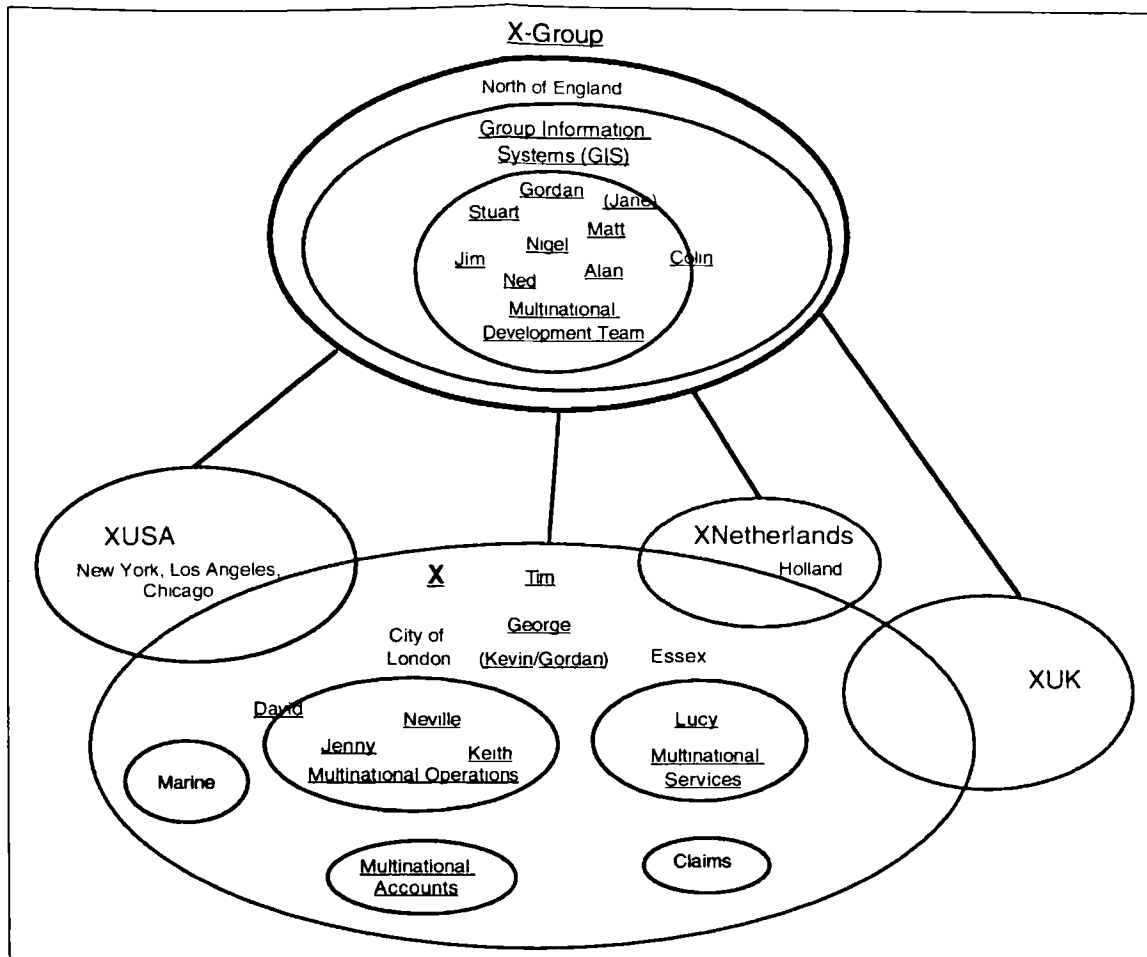 X-Group
North of England
Group Information
Systems (GIS)
Gordan
(Jane)
Stuart
Matt
Nigel
Jim
Colin
Alan
Ned
Multinational
Development Team
XUSA
New York, Los Angeles,
Chicago
XNetherlands
Holland
X
Tim
George
City of
London
(Kevin/Gordan)
Essex
XUK
David
Neville
Lucy
Jenny
Keith
Multinational Operations
Multinational
Services
Marine
Multinational
Accounts
Claims